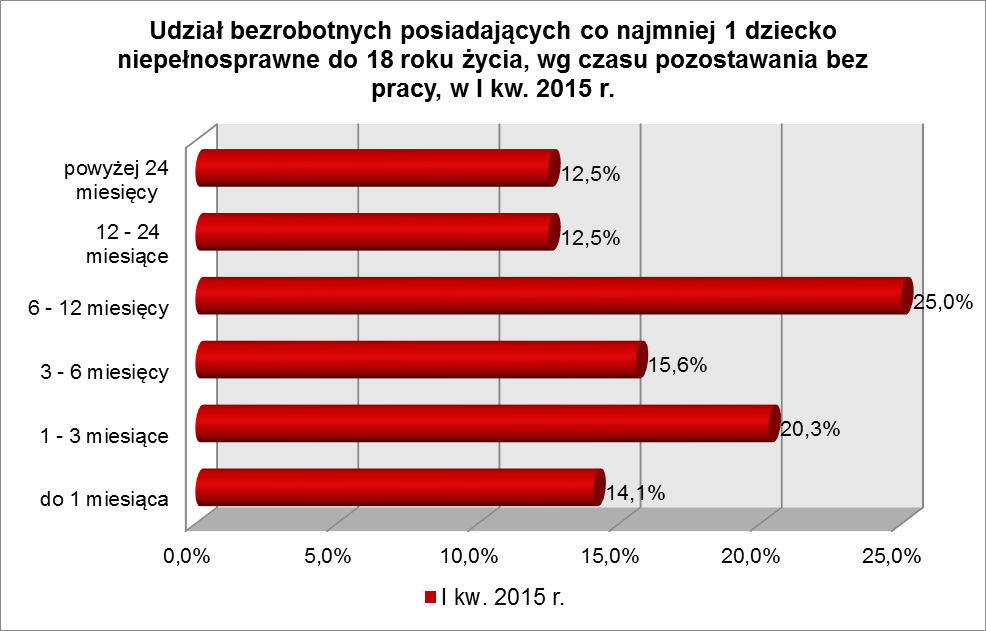 Udział bezrobotnych posiadających co najmniej 1 dziecko
niepełnosprawne do 18 roku życia, wg czasu pozostawania bez
pracy, w I kw. 2015 r.
powyżej 24
miesięcy
12,5%
12 - 24
miesiące
12,5%
6 - 12 miesięcy
25,0%
3 - 6 miesięcy
15,6%
1 - 3 miesiące
20,3%
do 1 miesiąca
14,1%
0,0% 5,0% 10,0% 15,0% 20,0% 25,0%
I kw. 2015 r.